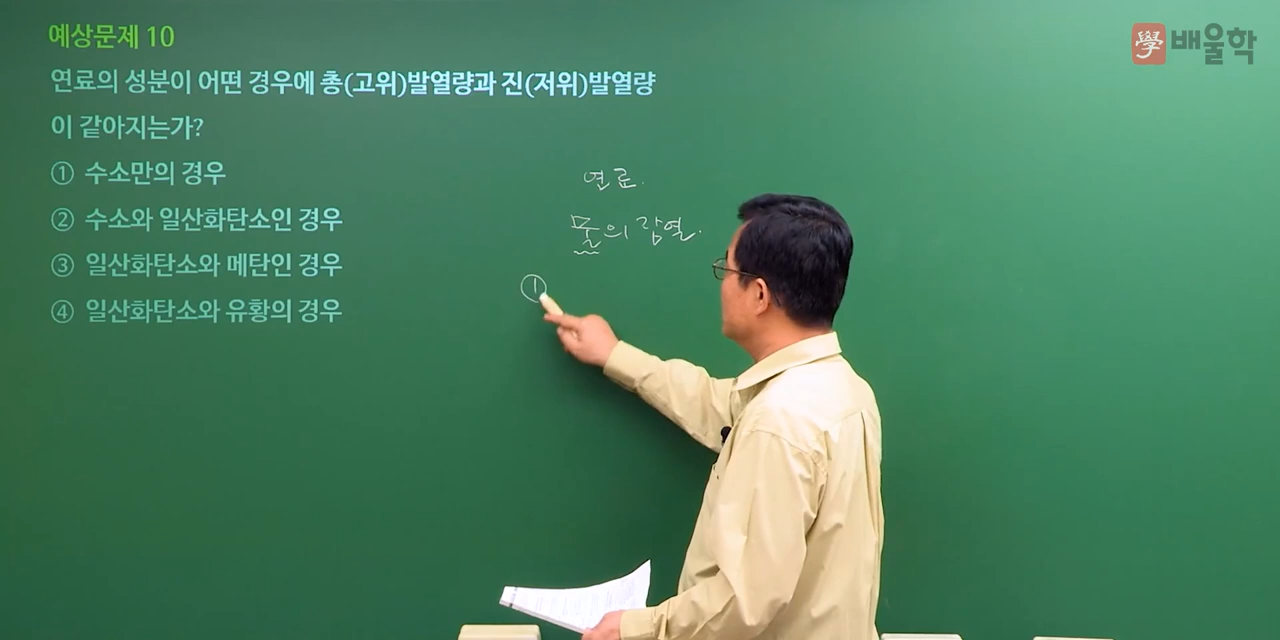 예상문제 10
學 배울학
연료의 성분이 어떤 경우에 총(고위)발열량과 진(저위)발열량
이 같아지는가?
① 수소만의 경우
② 수소와 일산화탄소인 경우
③ 일산화탄소와 메탄인 경우
④ 일산화탄소와 유황의 경우
연료.
물의 잠열.
①